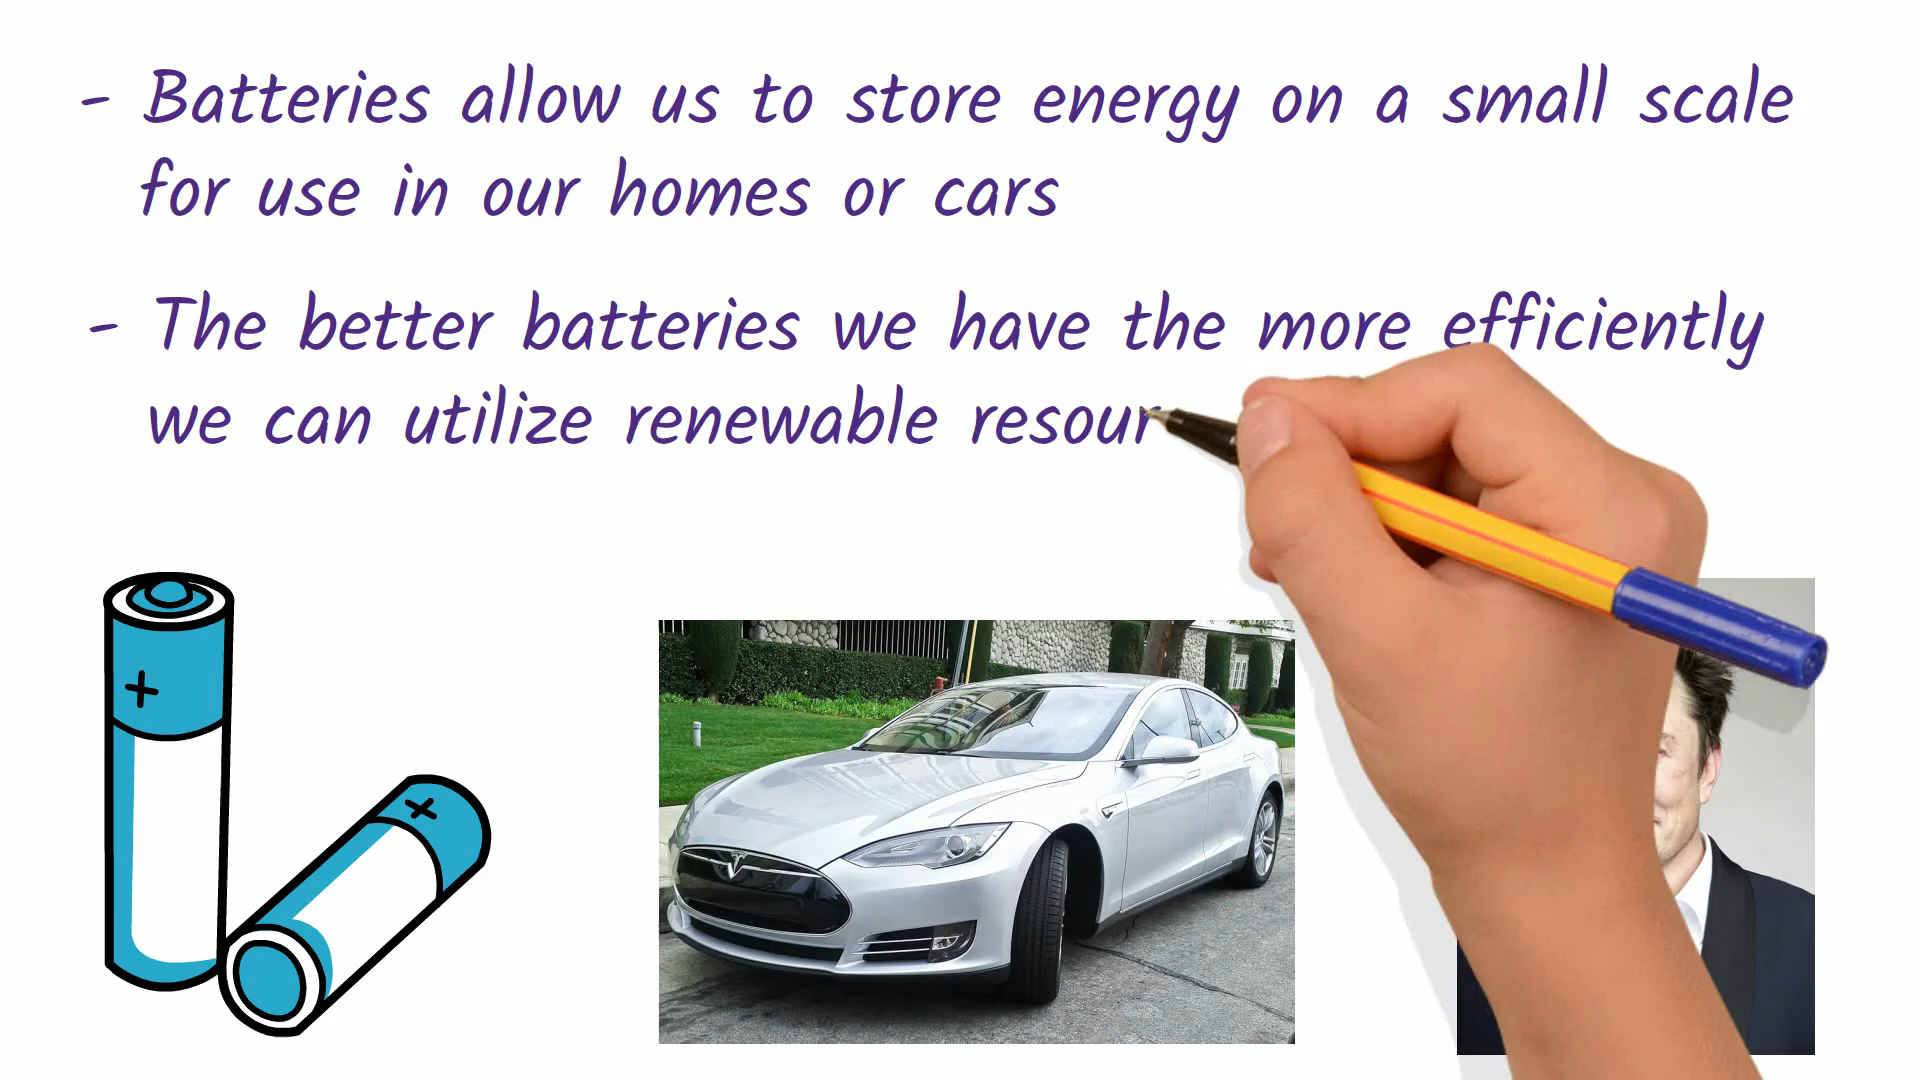 - Batteries allow us to store energy on a small scale
for use in our homes or cars
- The better batteries we have the more efficiently
we can utilize renewable resour